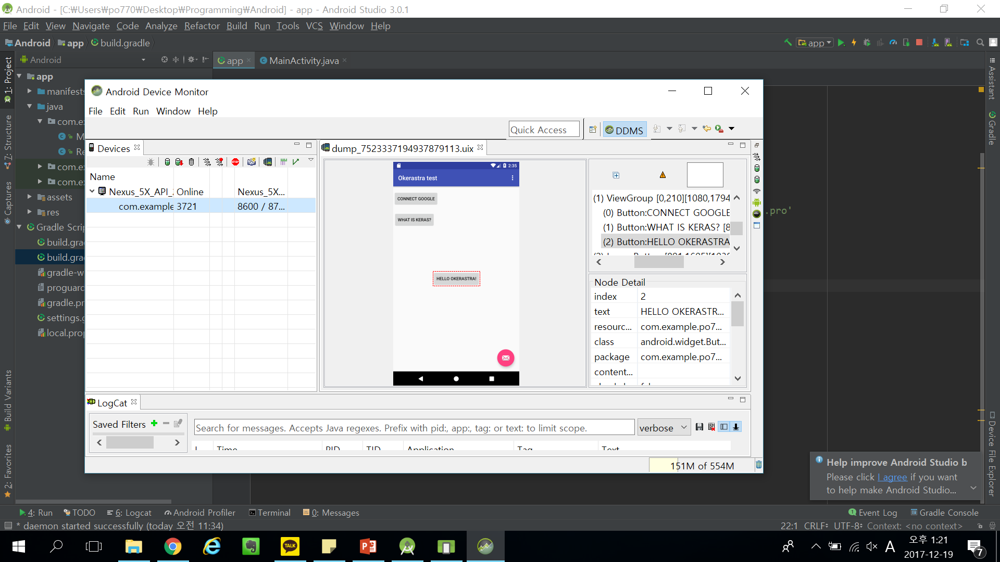 Android - [C:₩Users₩po770₩Desktop₩Programming₩Android] - app - Android Studio 3.0.1
File Edit View Navigate Code Analyze Refactor Build Run Tools VCS Window Help
Android app build.gradle
app
Android
app
MainActivity.java
1: Project
7: Structure
Captures
Build Variants
2: Favorites
app
manifests
java
com.ex
M
Re
com.ex
com.ex
assets
res
Gradle Scrip
build.gra
build.gra
gradle-w
proguard
gradle.pr
settings.g
local.prop
Android Device Monitor
File Edit Run Window Help
Quick Access
DDMS
Devices
Name
Nexus_5X_API_ Online Nexus_5X...
com.example 3721 8600 / 87...
dump_7523337194937879113.uix
2:35
Okerastra test
CONNECT GOOGLE
WHAT IS KERAS?
HELLO OKERASTRA!
(1) ViewGroup [0,210][1080,1794
(0) Button:CONNECT GOOGLE
(1) Button:WHAT IS KERAS? [8
(2) Button:HELLO OKERASTRA
Node Detail
index 2
text HELLO OKERASTR...
resourc... com.example.po7...
class android.widget.But...
package com.example.po7...
content...
LogCat
Saved Filters
Search for messages. Accepts Java regexes. Prefix with pid:, app:, tag: or text: to limit scope.
verbose
L Time PID TID Application Tag Text
151M of 554M
.pro'
Assistant
Gradle
Device File Explorer
Help improve Android Studio b
Please click I agree if you want
to help make Android Studio...
4: Run TODO 6: Logcat Android Profiler Terminal 0: Messages
1 Event Log Gradle Console
* daemon started successfully (today 오전 11:34)
22:1 CRLF UTF-8 Context: <no context>
TALK
A
오후 1:21
2017-12-19
7